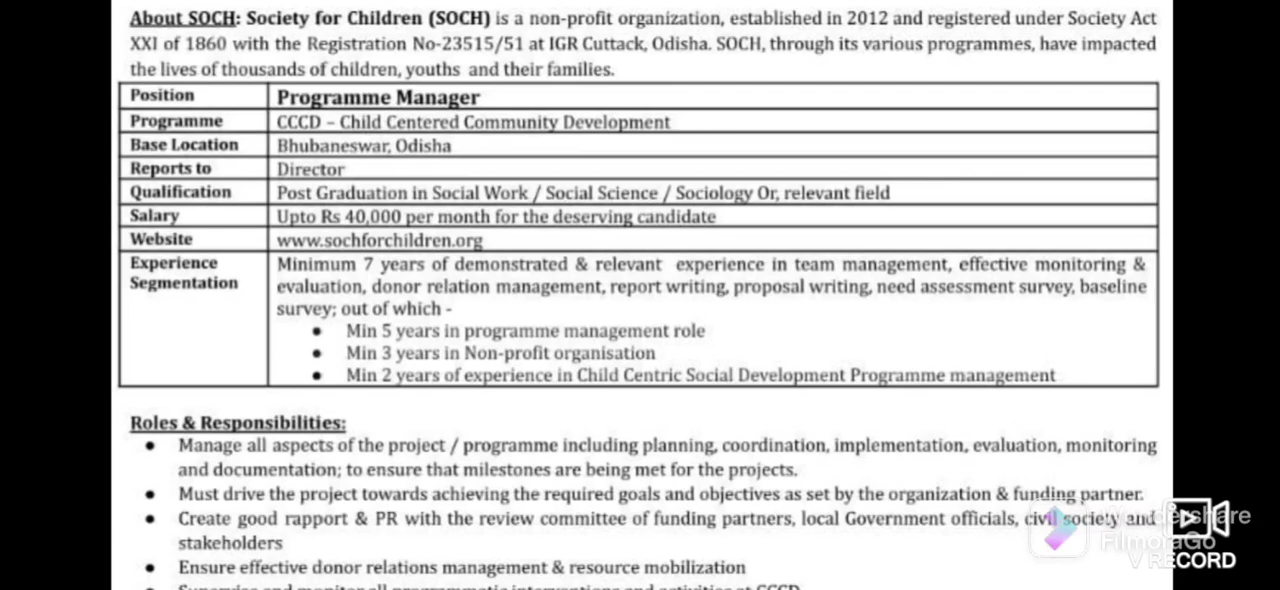 About SOCH: Society for Children (SOCH) is a non-profit organization, established in 2012 and registered under Society Act
XXI of 1860 with the Registration No-23515/51 at IGR Cuttack, Odisha. SOCH, through its various programmes, have impacted
the lives of thousands of children, youths and their families.
Position Programme Manager
Programme CCCD – Child Centered Community Development
Base Location Bhubaneswar, Odisha
Reports to Director
Qualification Post Graduation in Social Work / Social Science / Sociology Or, relevant field
Salary Upto Rs 40,000 per month for the deserving candidate
Website www.sochforchildren.org
Experience Minimum 7 years of demonstrated & relevant experience in team management, effective monitoring &
Segmentation evaluation, donor relation management, report writing, proposal writing, need assessment survey, baseline
survey; out of which -
• Min 5 years in programme management role
• Min 3 years in Non-profit organisation
• Min 2 years of experience in Child Centric Social Development Programme management
Roles & Responsibilities:
• Manage all aspects of the project / programme including planning, coordination, implementation, evaluation, monitoring
and documentation; to ensure that milestones are being met for the projects.
• Must drive the project towards achieving the required goals and objectives as set by the organization & funding partner.
• Create good rapport & PR with the review committee of funding partners, local Government officials, civil society and
stakeholders
• Ensure effective donor relations management & resource mobilization
• Supervise and monitor all programmatic interventions and activities at CCCD
Wondershare
FilmoraGo
V RECORD